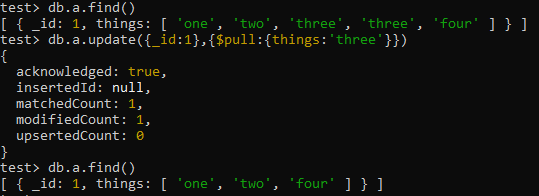 test> db.a.find()
[ { _id: 1, things: [ 'one', 'two', 'three', 'three', 'four' ] } ]
test> db.a.update({_id:1},{$pull:{things:'three'}})
{
  acknowledged: true,
  insertedId: null,
  matchedCount: 1,
  modifiedCount: 1,
  upsertedCount: 0
}
test> db.a.find()
[ { _id: 1, things: [ 'one', 'two', 'four' ] } ]